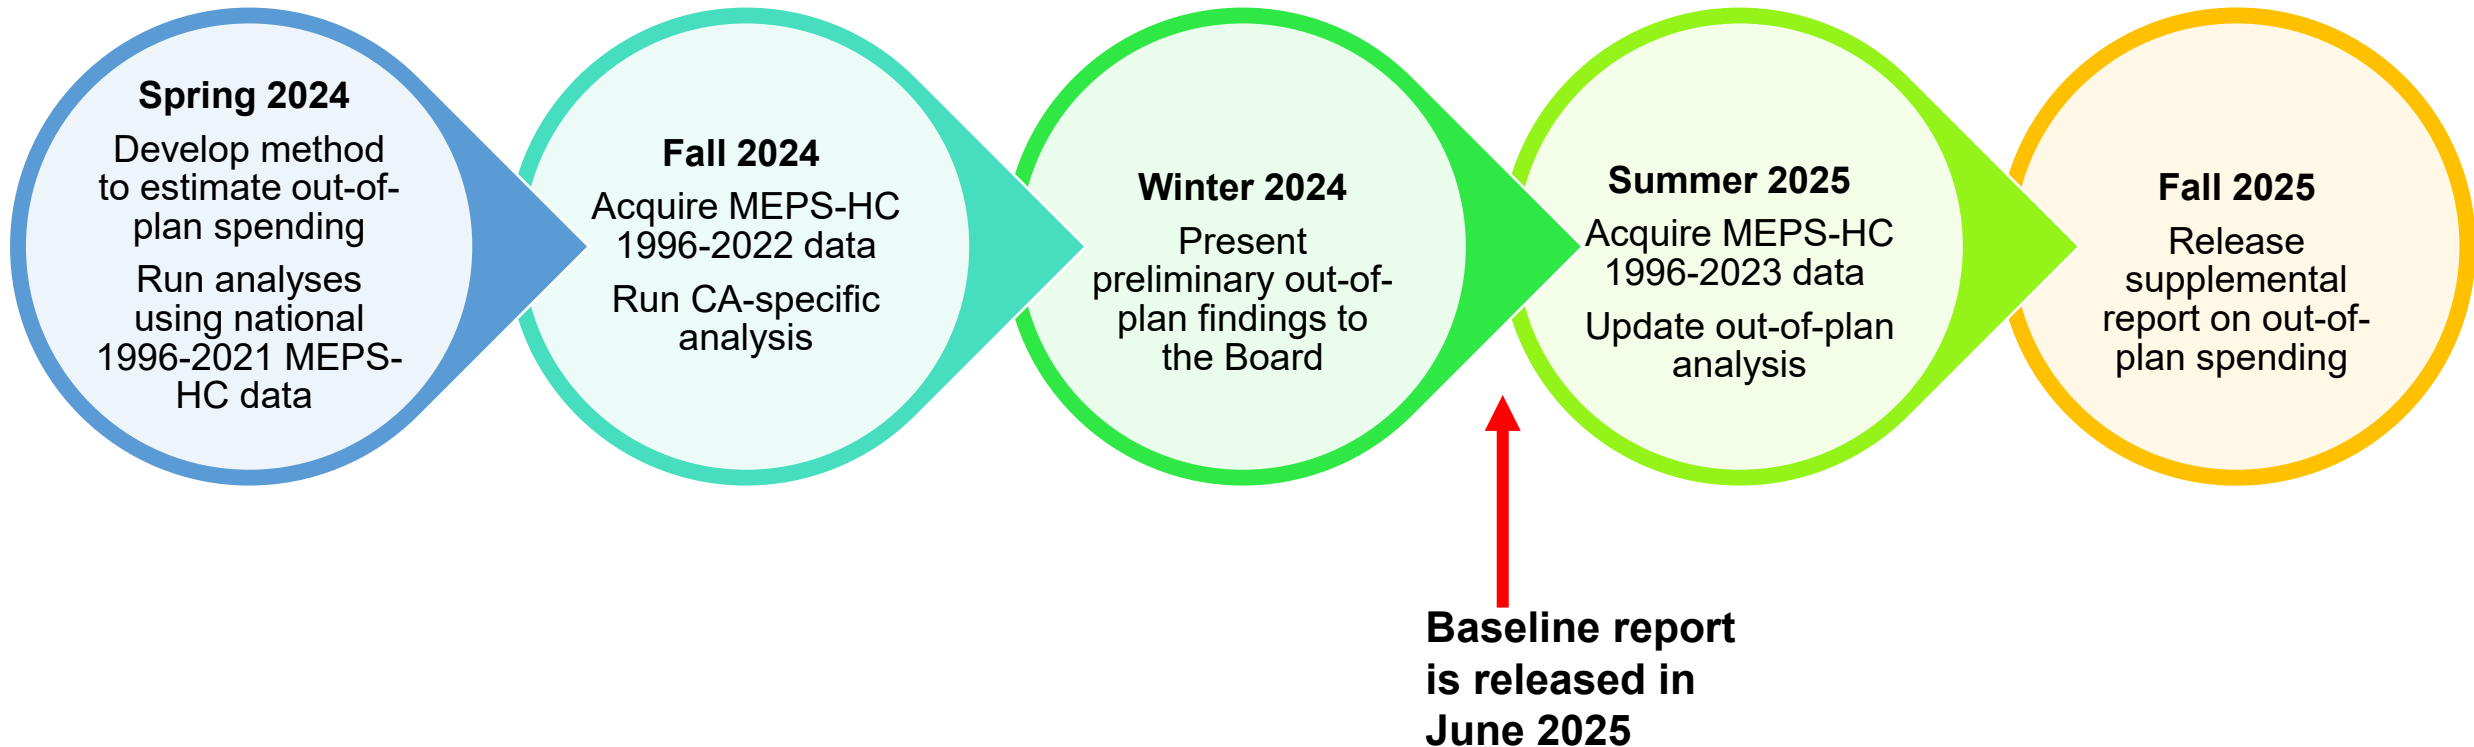 Spring 2024
Develop method
to estimate out-of-
plan spending
Run analyses
using national
1996-2021 MEPS-
HC data
Fall 2024
Acquire MEPS-HC
1996-2022 data
Run CA-specific
analysis
Winter 2024
Present
preliminary out-of-
plan findings to
the Board
Summer 2025
Acquire MEPS-HC
1996-2023 data
Update out-of-plan
analysis
Fall 2025
Release
supplemental
report on out-of-
plan spending
Baseline report
is released in
June 2025